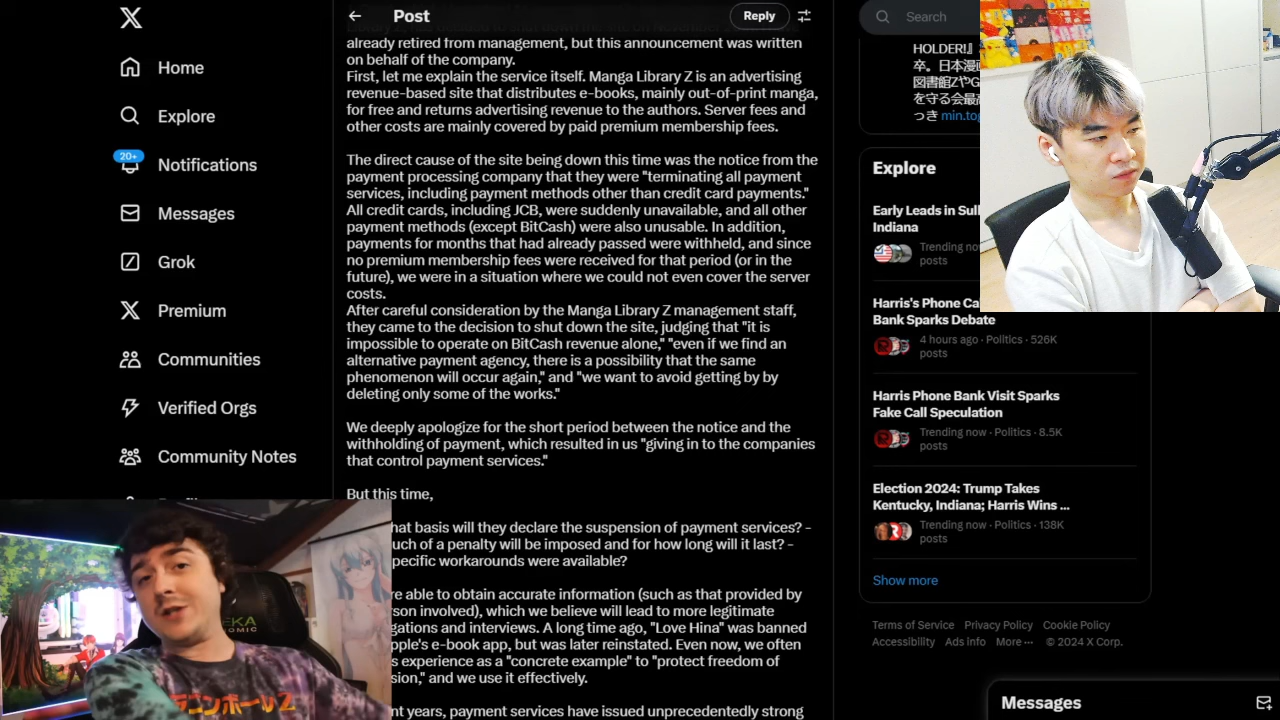 Home
Explore
20+
Notifications
Messages
Grok
Premium
Communities
Verified Orgs
Community Notes
Post
Reply
already retired from management, but this announcement was written
on behalf of the company.
First, let me explain the service itself. Manga Library Z is an advertising
revenue-based site that distributes e-books, mainly out-of-print manga,
for free and returns advertising revenue to the authors. Server fees and
other costs are mainly covered by paid premium membership fees.
The direct cause of the site being down this time was the notice from the
payment processing company that they were "terminating all payment
services, including payment methods other than credit card payments."
All credit cards, including JCB, were suddenly unavailable, and all other
payment methods (except BitCash) were also unusable. In addition,
payments for months that had already passed were withheld, and since
no premium membership fees were received for that period (or in the
future), we were in a situation where we could not even cover the server
costs.
After careful consideration by the Manga Library Z management staff,
they came to the decision to shut down the site, judging that "it is
impossible to operate on BitCash revenue alone," "even if we find an
alternative payment agency, there is a possibility that the same
phenomenon will occur again," and "we want to avoid getting by by
deleting only some of the works."
We deeply apologize for the short period between the notice and the
withholding of payment, which resulted in us "giving in to the companies
that control payment services."
But this time,
hat basis will they declare the suspension of payment services? -
uch of a penalty will be imposed and for how long will it last? -
pecific workarounds were available?
re able to obtain accurate information (such as that provided by
rson involved), which we believe will lead to more legitimate
gations and interviews. A long time ago, "Love Hina" was banned
pple's e-book app, but was later reinstated. Even now, we often
s experience as a "concrete example" to "protect freedom of
sion," and we use it effectively.
nt years, payment services have issued unprecedentedly strong
Search
HOLDER!』
卒。日本漫
図書館ZやG
を守る会最
っき min.to
Explore
Early Leads in Sul
Indiana
Trending no
posts
Harris's Phone Ca
Bank Sparks Debate
4 hours ago · Politics · 526K
posts
Harris Phone Bank Visit Sparks
Fake Call Speculation
Trending now · Politics · 8.5K
posts
Election 2024: Trump Takes
Kentucky, Indiana; Harris Wins ...
Trending now · Politics · 138K
posts
Show more
Terms of Service Privacy Policy Cookie Policy
Accessibility Ads info More ··· © 2024 X Corp.
Messages
ドラゴンボールZ